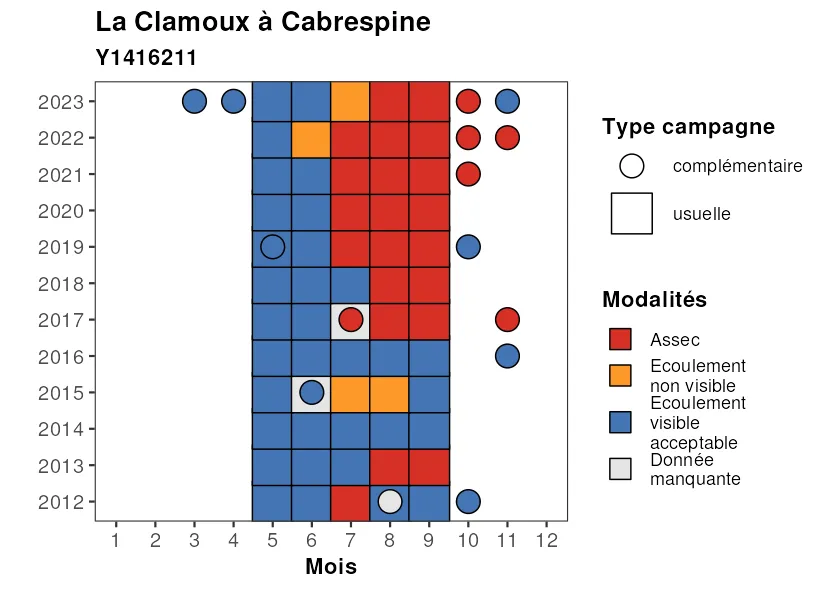 La Clamoux à Cabrespine
Y1416211
2023
2022
2021
2020
2019
2018
2017
2016
2015
2014
2013
2012
1 2 3 4 5 6 7 8 9 10 11 12
Mois
Type campagne
complémentaire
usuelle
Modalités
Assec
Ecoulement
non visible
Ecoulement
visible
acceptable
Donnée
manquante